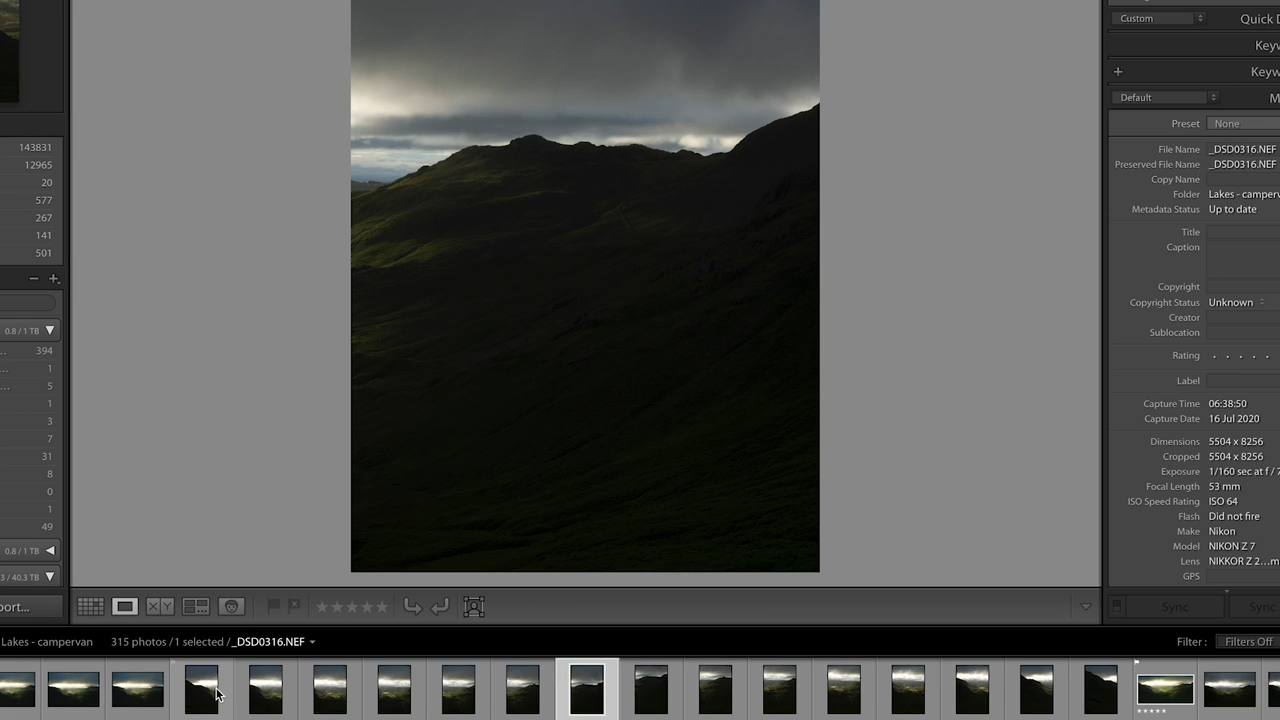 Custom
143831
12965
20
577
267
141
501
0.8 / 1 TB
... 394
... 1
... 5
1
3
7
31
8
0
1
49
0.8 / 1 TB
3 / 40.3 TB
Default
Preset None
File Name _DSD0316.NEF
Preserved File Name _DSD0316.NEF
Copy Name
Folder Lakes - camperv
Metadata Status Up to date
Title
Caption
Copyright
Copyright Status Unknown
Creator
Sublocation
Rating
Label
Capture Time 06:38:50
Capture Date 16 Jul 2020
Dimensions 5504 x 8256
Cropped 5504 x 8256
Exposure 1/160 sec at f / 7
Focal Length 53 mm
ISO Speed Rating ISO 64
Flash Did not fire
Make Nikon
Model NIKON Z 7
Lens NIKKOR Z 2...m
GPS
port...
XY
Sync Sync
Lakes - campervan 315 photos / 1 selected / _DSD0316.NEF
Filter : Filters Off